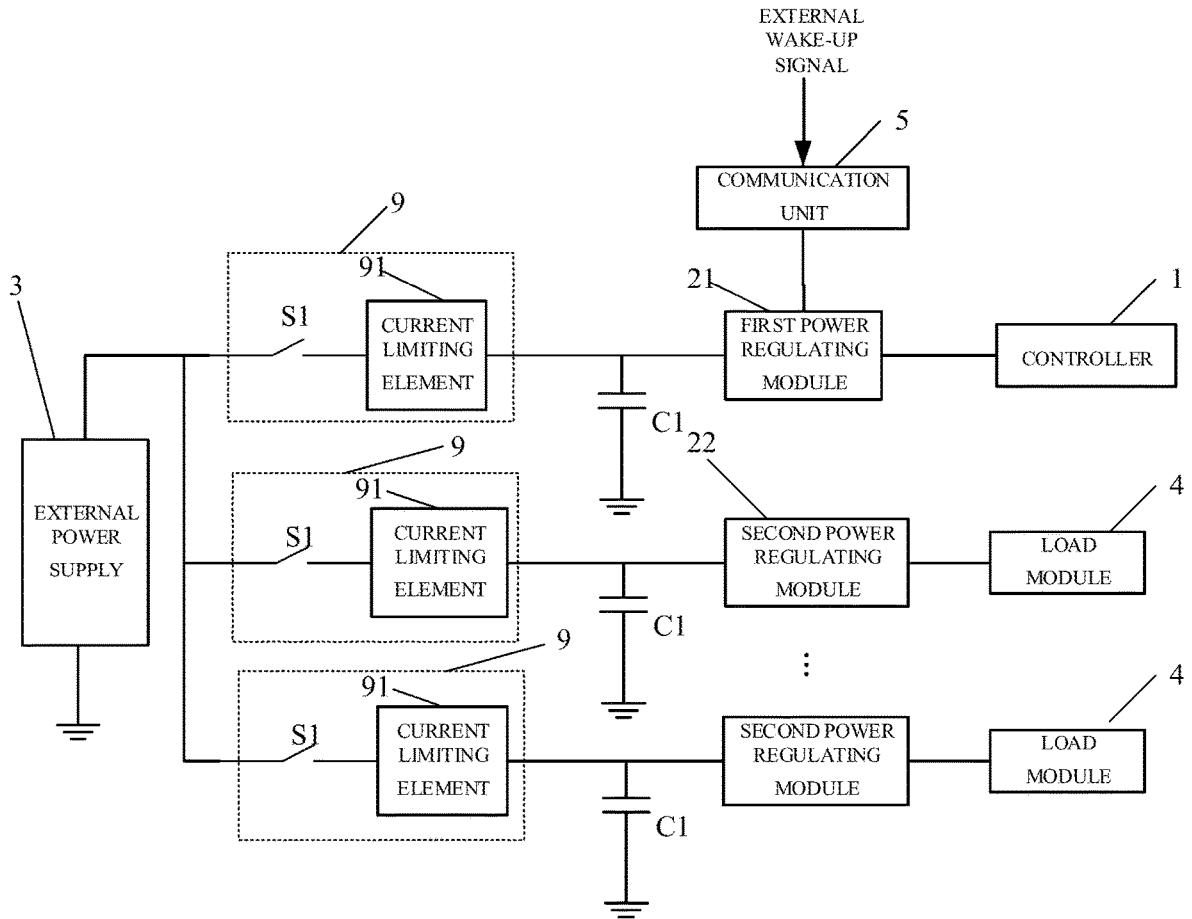 EXTERNAL
WAKE-UP
SIGNAL
5
COMMUNICATION
UNIT
9
91
21
1
3
S1
CURRENT
LIMITING
ELEMENT
FIRST POWER
REGULATING
MODULE
CONTROLLER
C1
9
22
4
91
EXTERNAL
POWER
SUPPLY
S1
CURRENT
LIMITING
ELEMENT
SECOND POWER
REGULATING
MODULE
LOAD
MODULE
C1
9
4
91
S1
CURRENT
LIMITING
ELEMENT
SECOND POWER
REGULATING
MODULE
LOAD
MODULE
C1